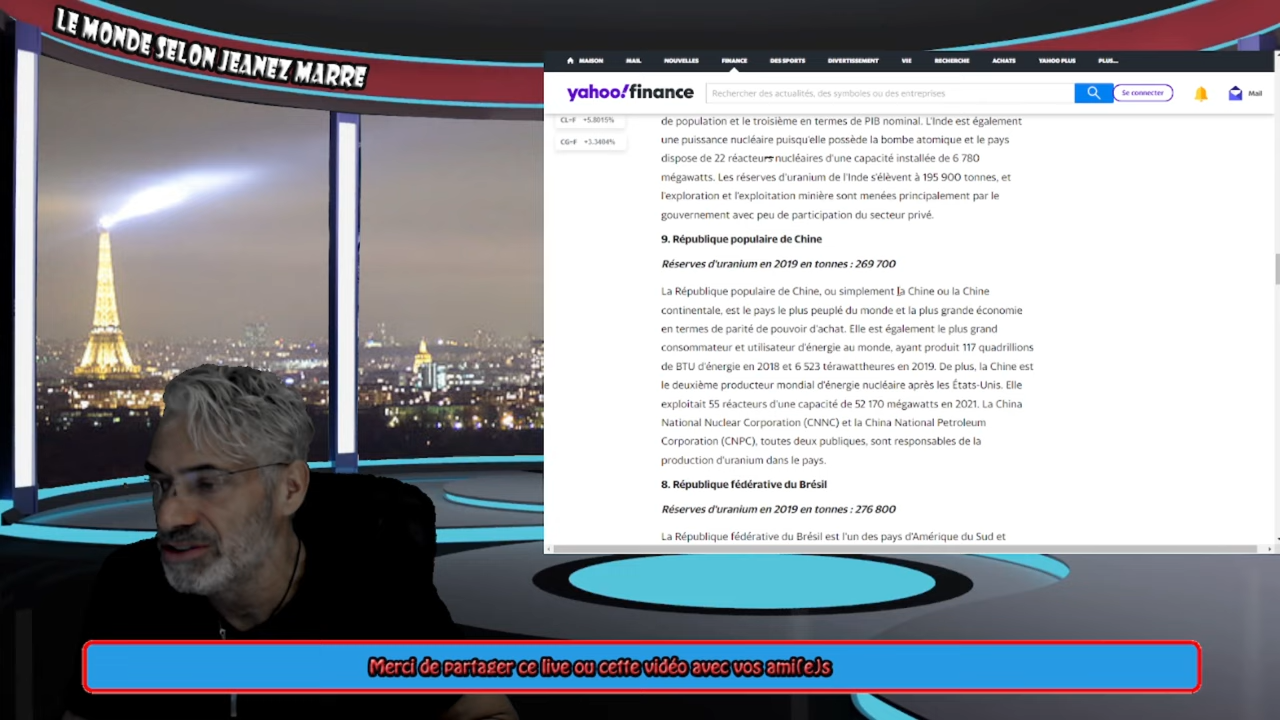 LE MONDE SELON JEANEZ MARRE
MAISON MAIL NOUVELLES FINANCE DES SPORTS DIVERTISSEMENT VIE RECHERCHE ACHATS YAHOO PLUS PLUS...
yahoo!finance
Rechercher des actualités, des symboles ou des entreprises
Se connecter
Mail
CL=F +5.8015%
CG=F +3.3484%
de population et le troisième en termes de PIB nominal. L'Inde est également
une puissance nucléaire puisqu'elle possède la bombe atomique et le pays
dispose de 22 réacteurs nucléaires d'une capacité installée de 6 780
mégawatts. Les réserves d'uranium de l'Inde s'élèvent à 195 900 tonnes, et
l'exploration et l'exploitation minière sont menées principalement par le
gouvernement avec peu de participation du secteur privé.
9. République populaire de Chine
Réserves d'uranium en 2019 en tonnes : 269 700
La République populaire de Chine, ou simplement la Chine ou la Chine
continentale, est le pays le plus peuplé du monde et la plus grande économie
en termes de parité de pouvoir d'achat. Elle est également le plus grand
consommateur et utilisateur d'énergie au monde, ayant produit 117 quadrillions
de BTU d'énergie en 2018 et 6 523 térawattheures en 2019. De plus, la Chine est
le deuxième producteur mondial d'énergie nucléaire après les États-Unis. Elle
exploitait 55 réacteurs d'une capacité de 52 170 mégawatts en 2021. La China
National Nuclear Corporation (CNNC) et la China National Petroleum
Corporation (CNPC), toutes deux publiques, sont responsables de la
production d'uranium dans le pays.
8. République fédérative du Brésil
Réserves d'uranium en 2019 en tonnes : 276 800
La République fédérative du Brésil est l'un des pays d'Amérique du Sud et
Merci de partager ce live ou cette vidéo avec vos ami(e)s